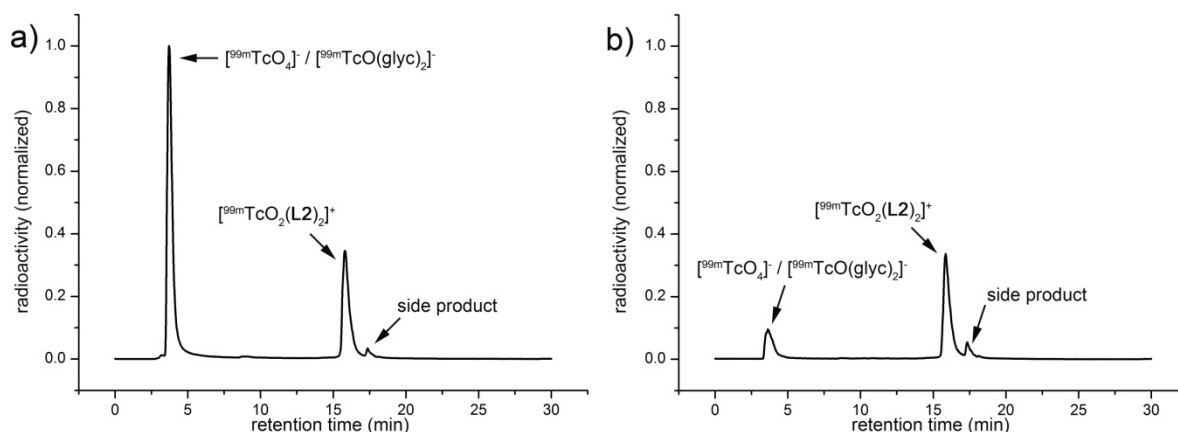 a)
radioactivity (normalized)
1.0
0.8
0.6
0.4
0.2
0.0
[⁹⁹ᵐTcO₄]⁻ / [⁹⁹ᵐTcO(glyc)₂]⁻
[⁹⁹ᵐTcO₂(L2)₂]⁺
side product
0 5 10 15 20 25 30
retention time (min)
b)
radioactivity (normalized)
1.0
0.8
0.6
0.4
0.2
0.0
[⁹⁹ᵐTcO₂(L2)₂]⁺
[⁹⁹ᵐTcO₄]⁻ / [⁹⁹ᵐTcO(glyc)₂]⁻
side product
0 5 10 15 20 25 30
retention time (min)